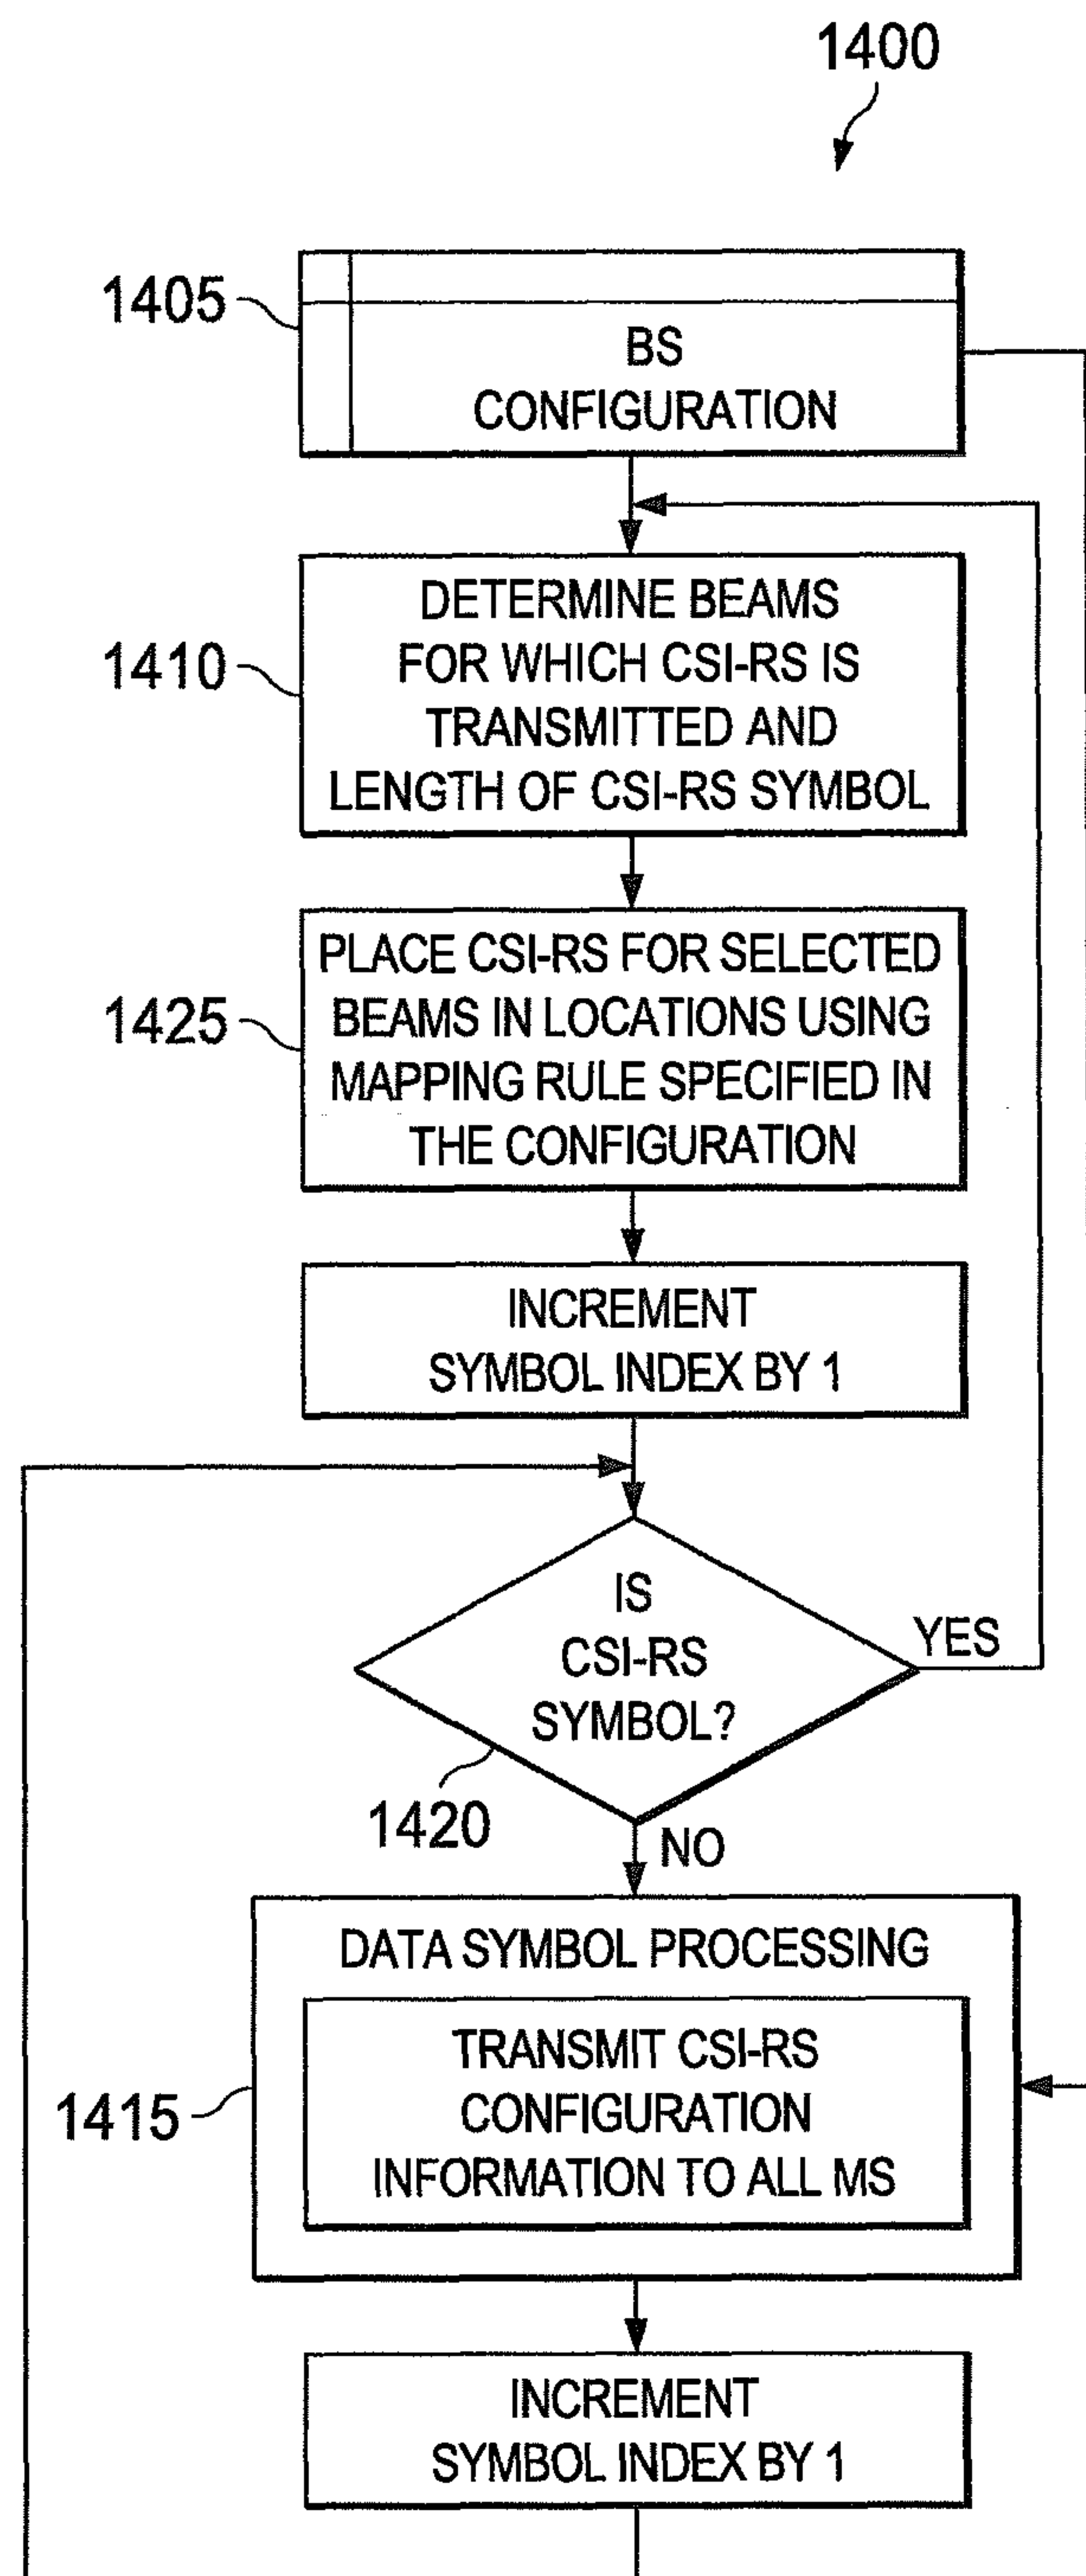 1400
1405
BS
CONFIGURATION
1410
DETERMINE BEAMS
FOR WHICH CSI-RS IS
TRANSMITTED AND
LENGTH OF CSI-RS SYMBOL
1425
PLACE CSI-RS FOR SELECTED
BEAMS IN LOCATIONS USING
MAPPING RULE SPECIFIED IN
THE CONFIGURATION
INCREMENT
SYMBOL INDEX BY 1
IS
CSI-RS
SYMBOL?
YES
1420
NO
DATA SYMBOL PROCESSING
1415
TRANSMIT CSI-RS
CONFIGURATION
INFORMATION TO ALL MS
INCREMENT
SYMBOL INDEX BY 1